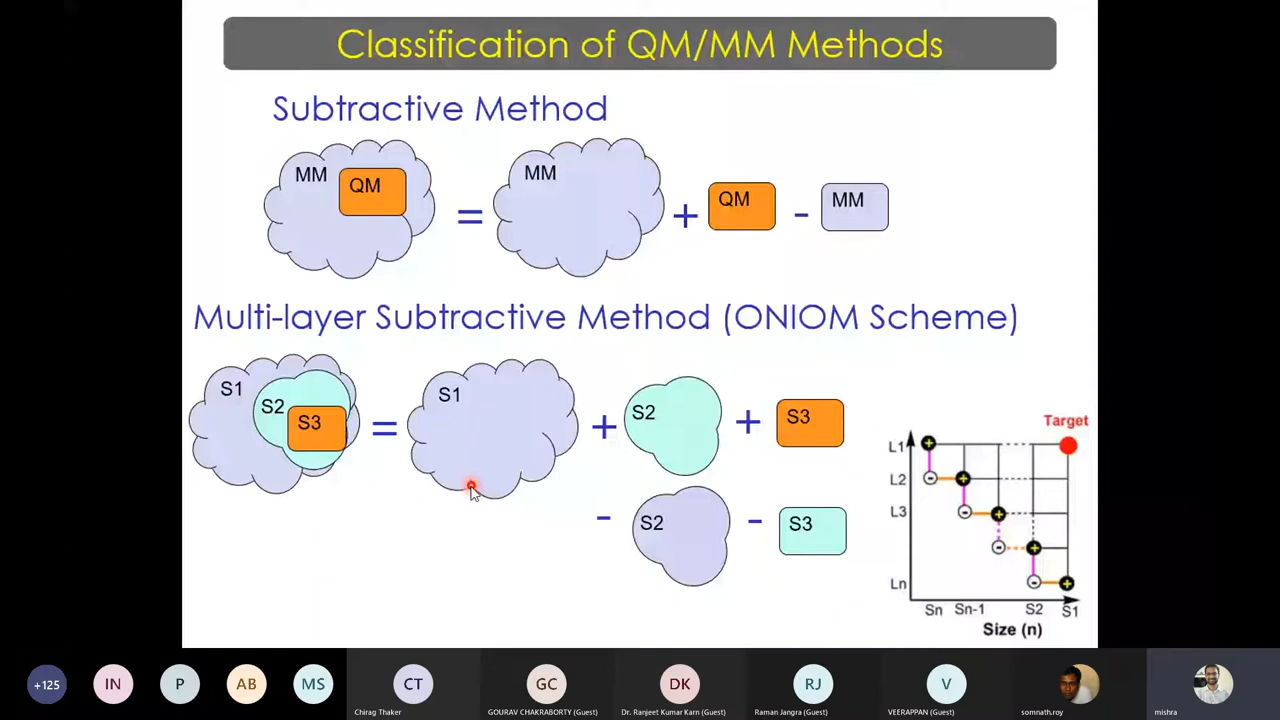 Classification of QM/MM Methods
Subtractive Method
MM QM = MM + QM - MM
Multi-layer Subtractive Method (ONIOM Scheme)
S1 S2 S3 = S1 + S2 + S3
- S2 - S3
Target
L1
L2
L3
Ln
Sn Sn-1 S2 S1
Size (n)
+125 IN P AB MS CT GC DK RJ V
Chirag Thaker GOURAV CHAKRABORTY (Guest) Dr. Ranjeet Kumar Karn (Guest) Raman Jangra (Guest) VEERAPPAN (Guest) somnath.roy mishra